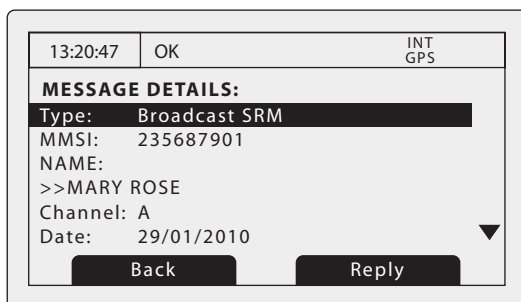 13:20:47 OK INT
GPS
MESSAGE DETAILS:
Type: Broadcast SRM
MMSI: 235687901
NAME:
>>MARY ROSE
Channel: A
Date: 29/01/2010
Back Reply